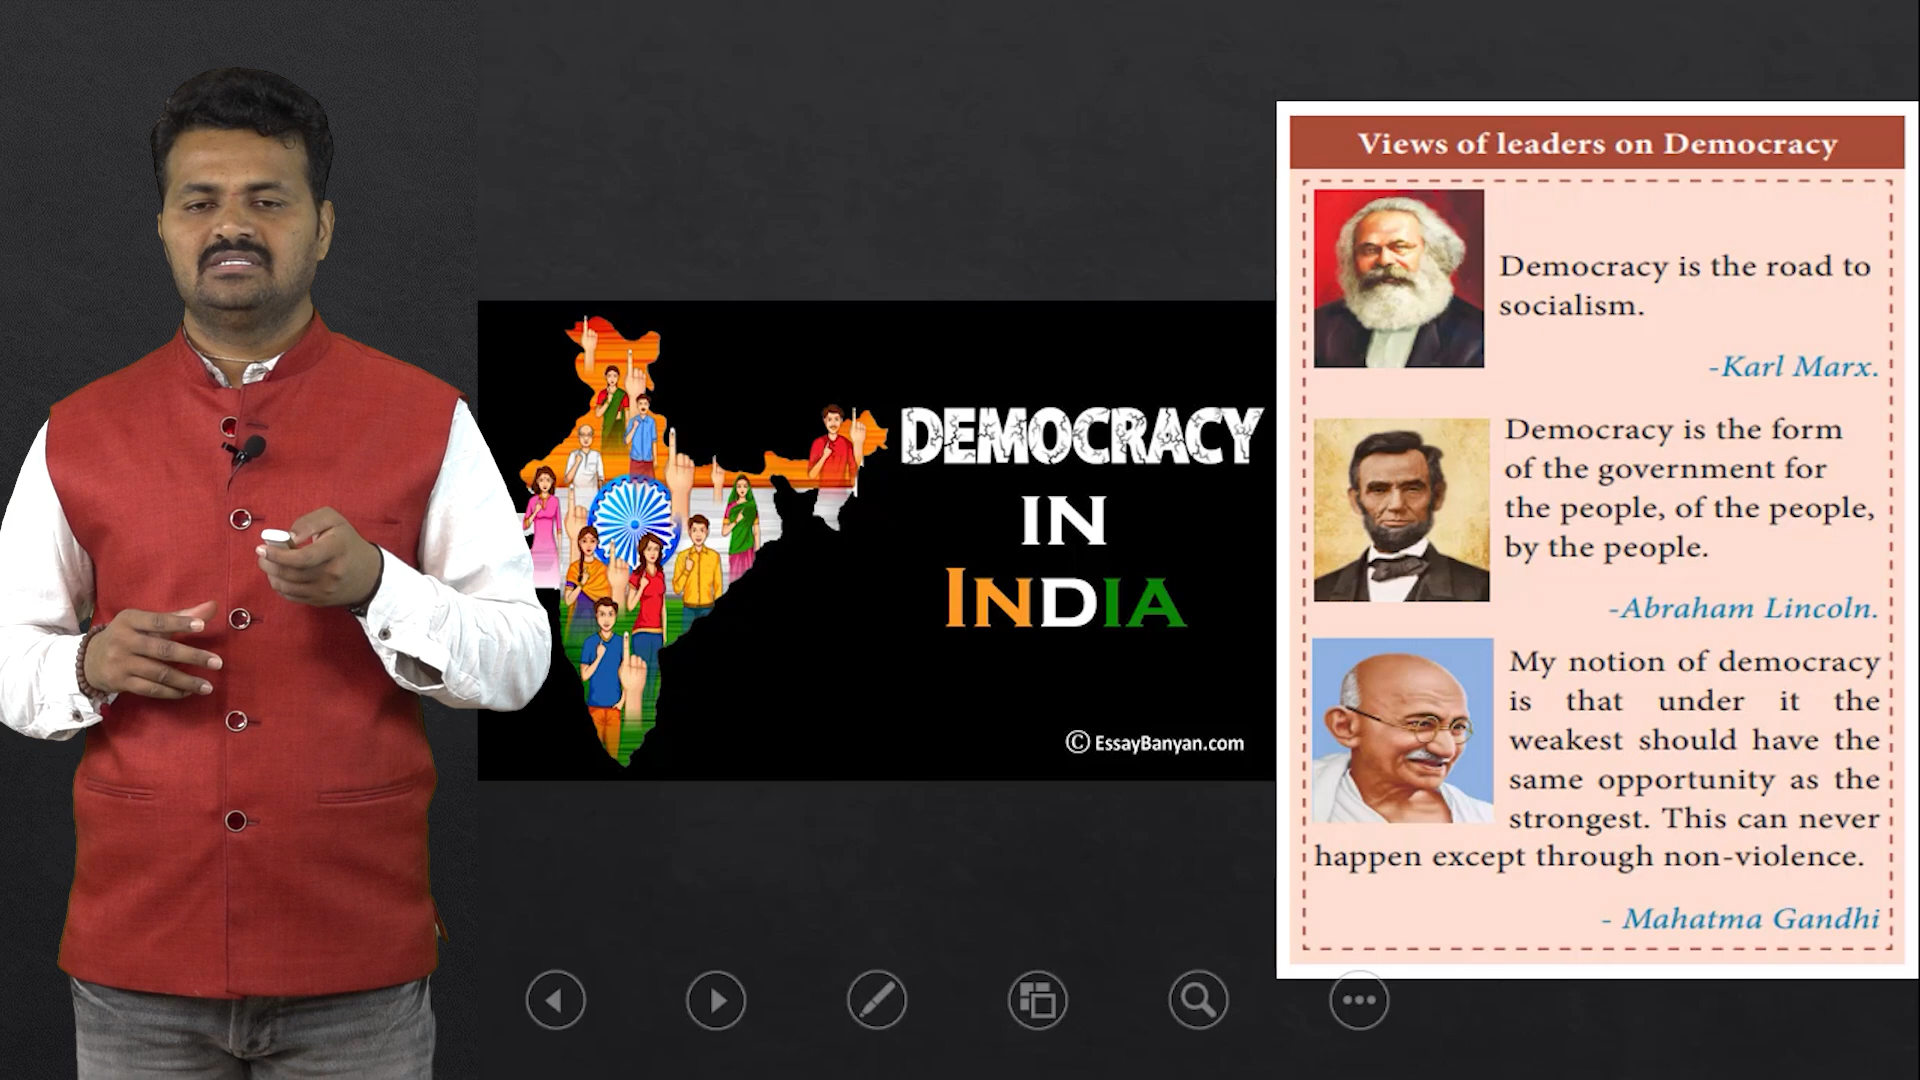 DEMOCRACY
IN
INDIA
© EssayBanyan.com
Views of leaders on Democracy
Democracy is the road to
socialism.
-Karl Marx.
Democracy is the form
of the government for
the people, of the people,
by the people.
-Abraham Lincoln.
My notion of democracy
is that under it the
weakest should have the
same opportunity as the
strongest. This can never
happen except through non-violence.
- Mahatma Gandhi